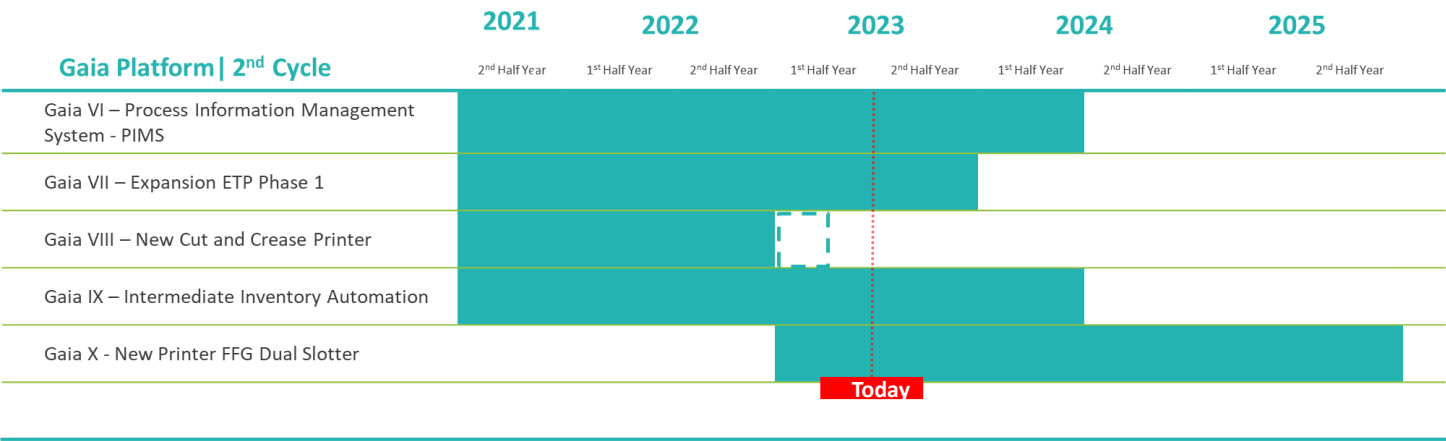 2021 2022 2023 2024 2025
Gaia Platform| 2nd Cycle
2nd Half Year 1st Half Year 2nd Half Year 1st Half Year 2nd Half Year 1st Half Year 2nd Half Year 1st Half Year 2nd Half Year
Gaia VI – Process Information Management
System - PIMS
Gaia VII – Expansion ETP Phase 1
Gaia VIII – New Cut and Crease Printer
Gaia IX – Intermediate Inventory Automation
Gaia X - New Printer FFG Dual Slotter
Today